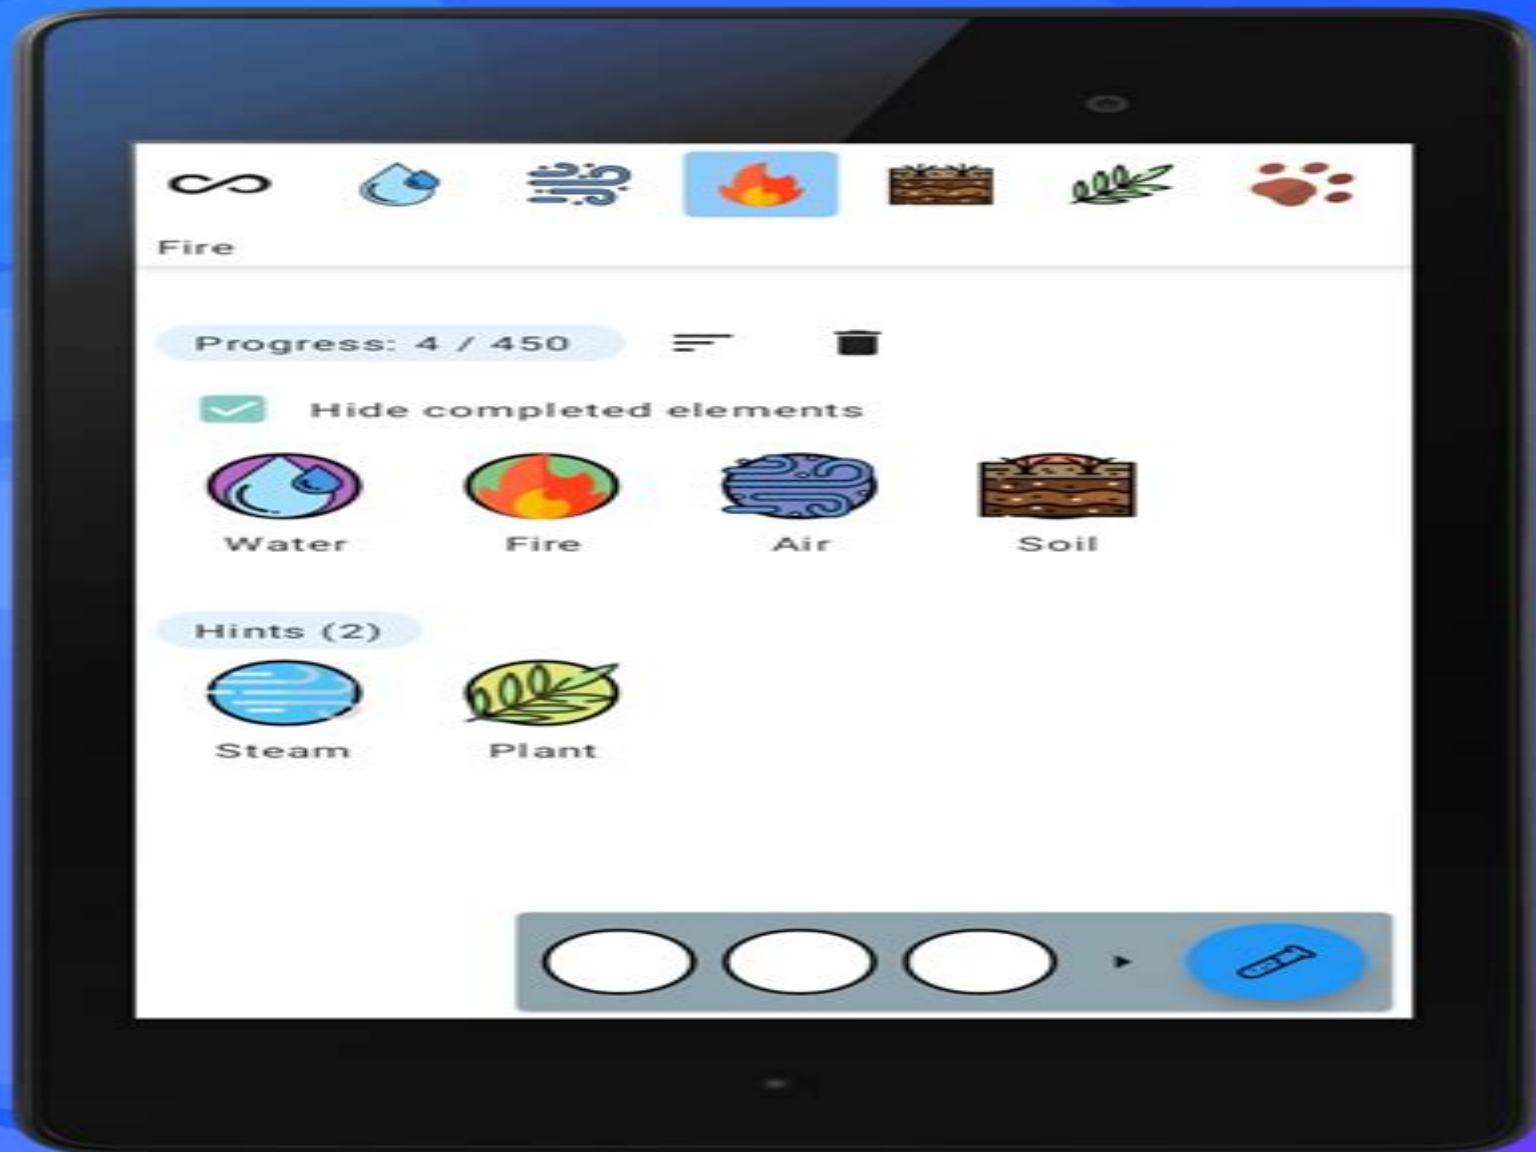 Fire
Progress: 4 / 450
Hide completed elements
Water Fire Air Soil
Hints (2)
Steam Plant